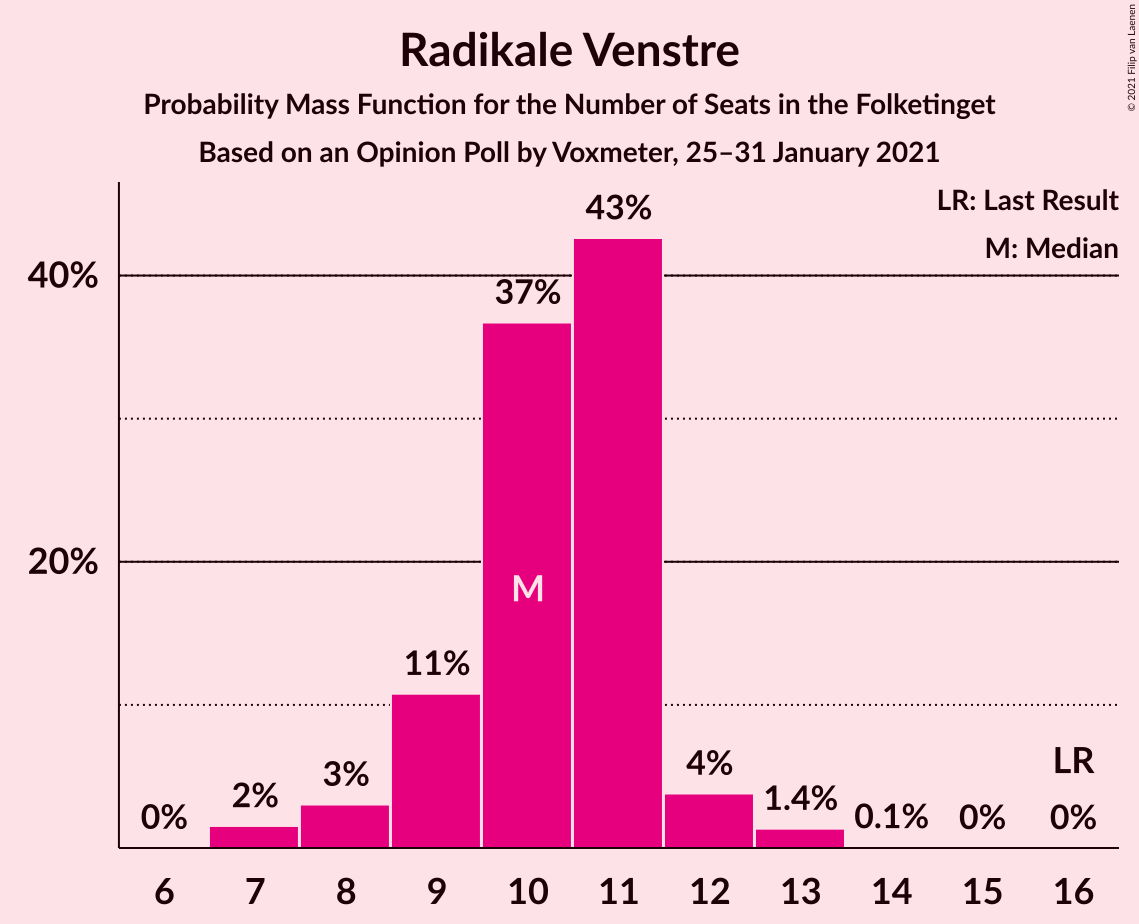 Radikale Venstre
Probability Mass Function for the Number of Seats in the Folketinget
Based on an Opinion Poll by Voxmeter, 25–31 January 2021
© 2021 Filip van Laenen
LR: Last Result
M: Median
43%
40%
37%
20%
M
11%
4%
LR
3%
2%
1.4%
0%
0.1%
0%
0%
6 7 8 9 10 11 12 13 14 15 16